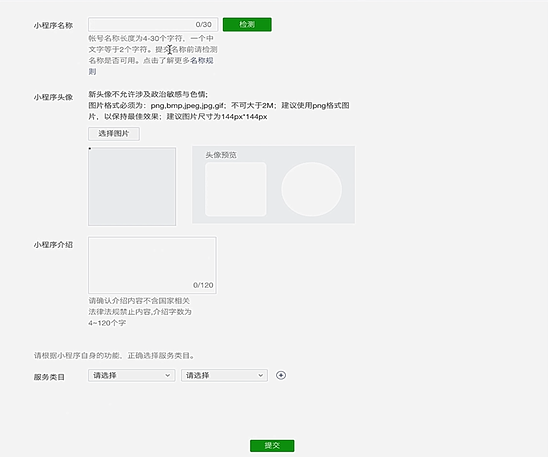 小程序名称
0/30
检测
帐号名称长度为4-30个字符，一个中
文字等于2个字符。提交名称前请检测
名称是否可用。点击了解更多名称规
则
小程序头像
新头像不允许涉及政治敏感与色情;
图片格式必须为：png,bmp,jpeg,jpg,gif；不可大于2M；建议使用png格式图
片，以保持最佳效果；建议图片尺寸为144px*144px
选择图片
头像预览
小程序介绍
0/120
请确认介绍内容不含国家相关
法律法规禁止内容,介绍字数为
4~120个字
请根据小程序自身的功能，正确选择服务类目。
服务类目
请选择
请选择
提交